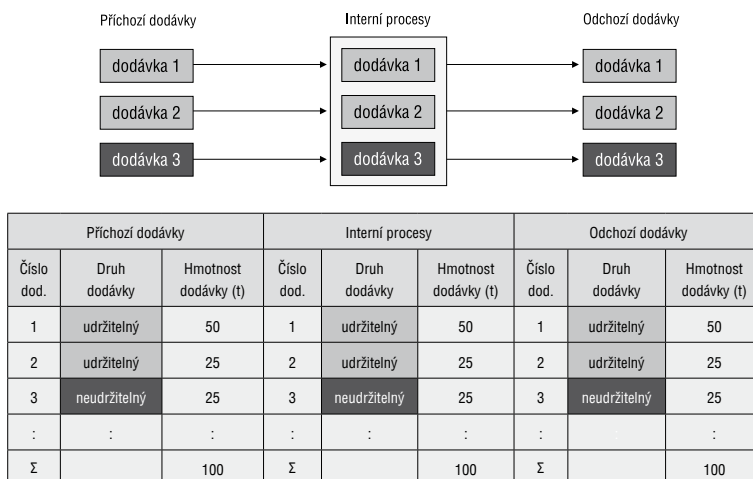 Příchozí dodávky Interní procesy Odchozí dodávky
dodávka 1 dodávka 1 dodávka 1
dodávka 2 dodávka 2 dodávka 2
dodávka 3 dodávka 3 dodávka 3
Příchozí dodávky Interní procesy Odchozí dodávky
Číslo Druh Hmotnost Číslo Druh Hmotnost Číslo Druh Hmotnost
dod. dodávky dodávky (t) dod. dodávky dodávky (t) dod. dodávky dodávky (t)
1 udržitelný 50 1 udržitelný 50 1 udržitelný 50
2 udržitelný 25 2 udržitelný 25 2 udržitelný 25
3 neudržitelný 25 3 neudržitelný 25 3 neudržitelný 25
: : : : : : : :
Σ 100 Σ 100 Σ 100